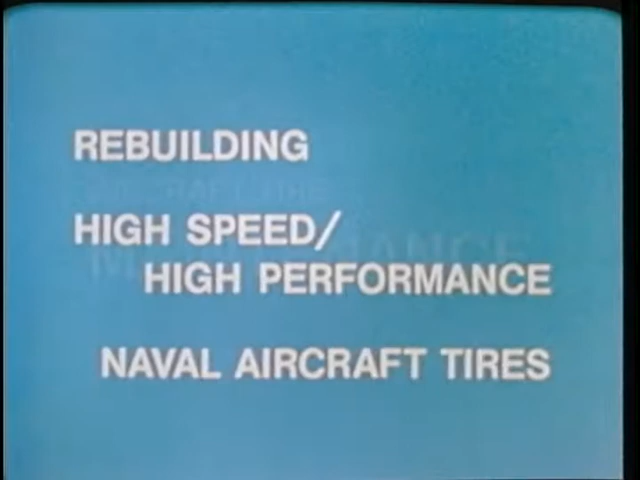 REBUILDING
HIGH SPEED/
HIGH PERFORMANCE
NAVAL AIRCRAFT TIRES